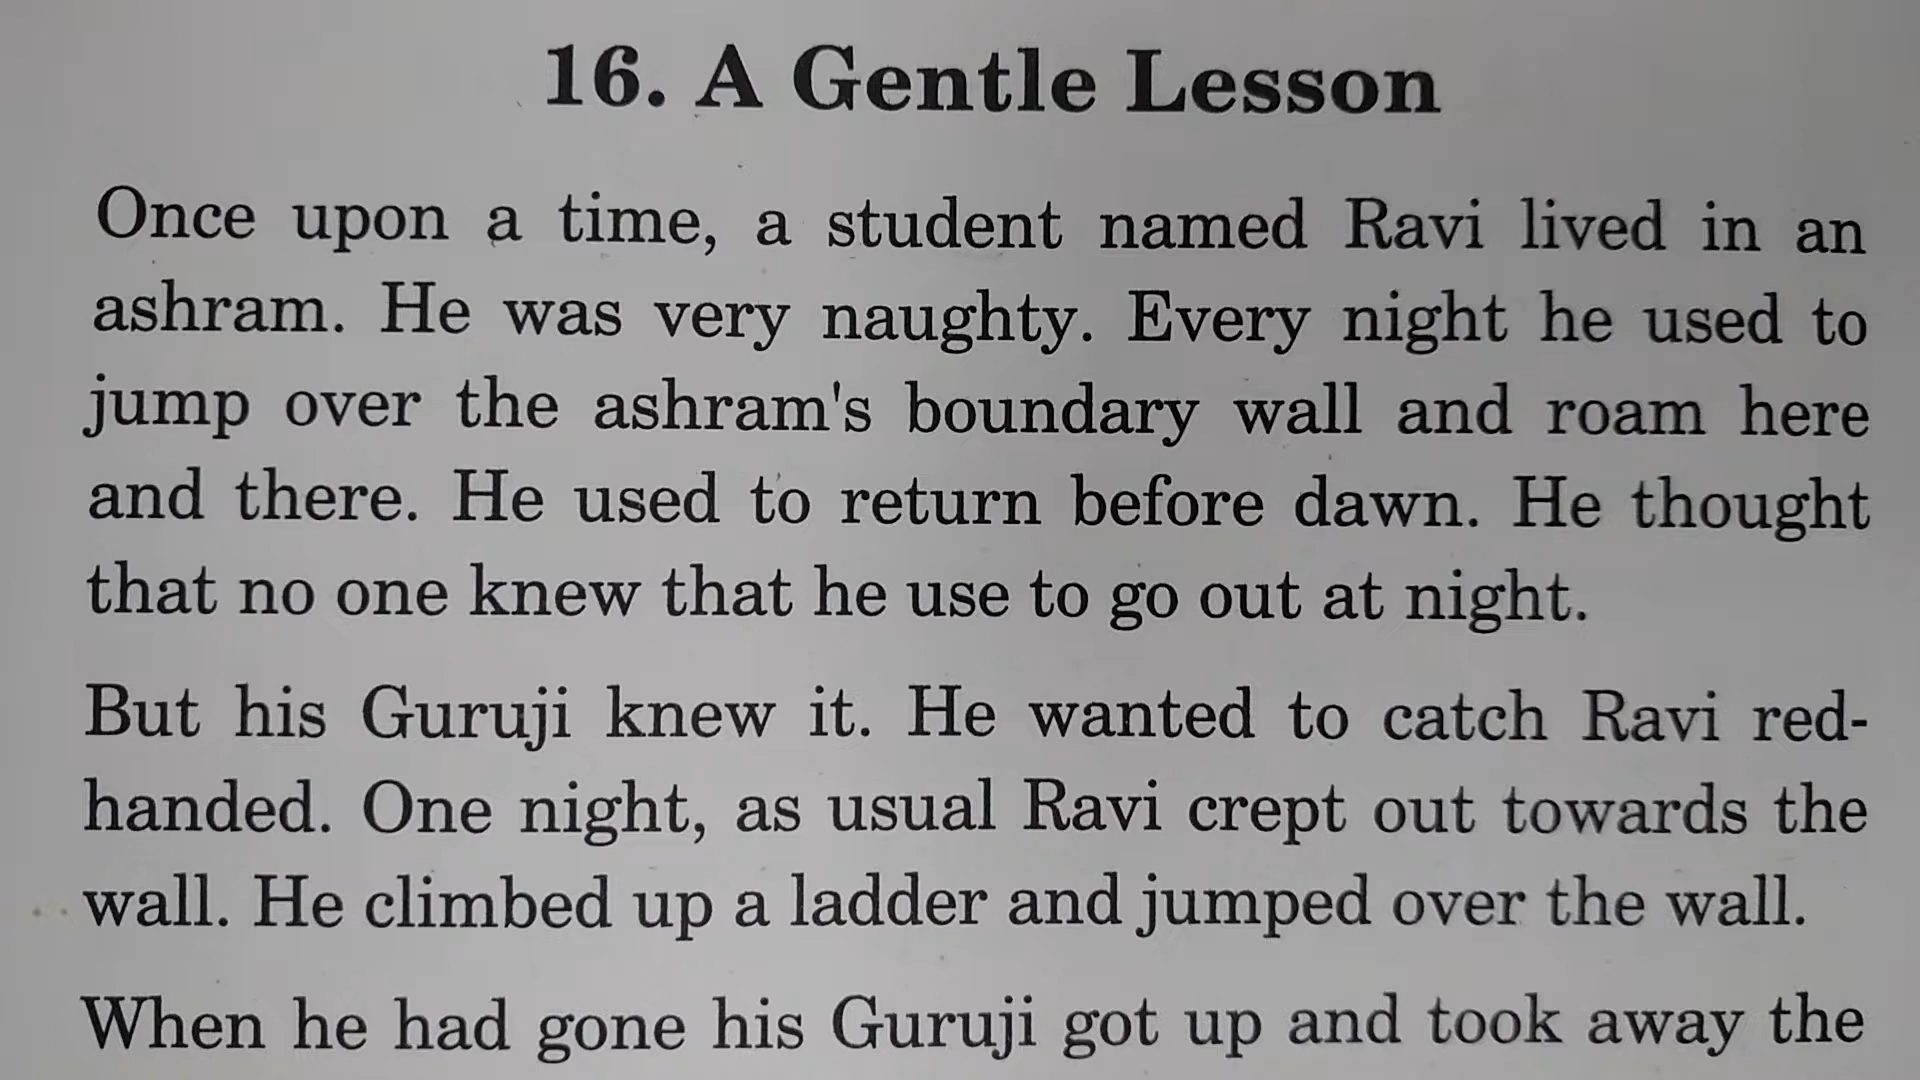 16. A Gentle Lesson
Once upon a time, a student named Ravi lived in an
ashram. He was very naughty. Every night he used to
jump over the ashram's boundary wall and roam here
and there. He used to return before dawn. He thought
that no one knew that he use to go out at night.
But his Guruji knew it. He wanted to catch Ravi red-
handed. One night, as usual Ravi crept out towards the
wall. He climbed up a ladder and jumped over the wall.
When he had gone his Guruji got up and took away the